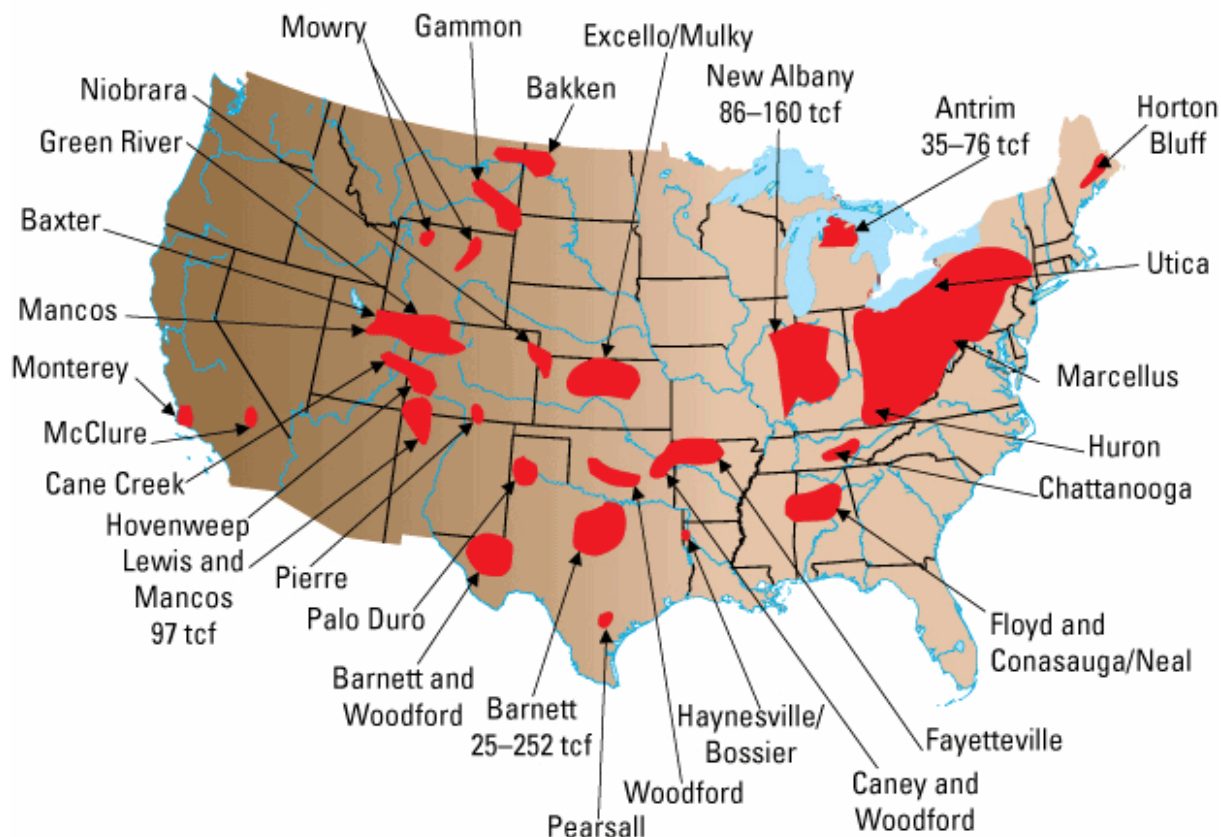 Mowry
Gammon
Excello/Mulky
Niobrara
Bakken
New Albany
86–160 tcf
Antrim
35–76 tcf
Horton
Bluff
Green River
Baxter
Utica
Mancos
Monterey
Marcellus
McClure
Huron
Cane Creek
Chattanooga
Hovenweep
Lewis and
Mancos
97 tcf
Pierre
Palo Duro
Floyd and
Conasauga/Neal
Barnett and
Woodford
Barnett
25–252 tcf
Haynesville/
Bossier
Fayetteville
Woodford
Caney and
Woodford
Pearsall